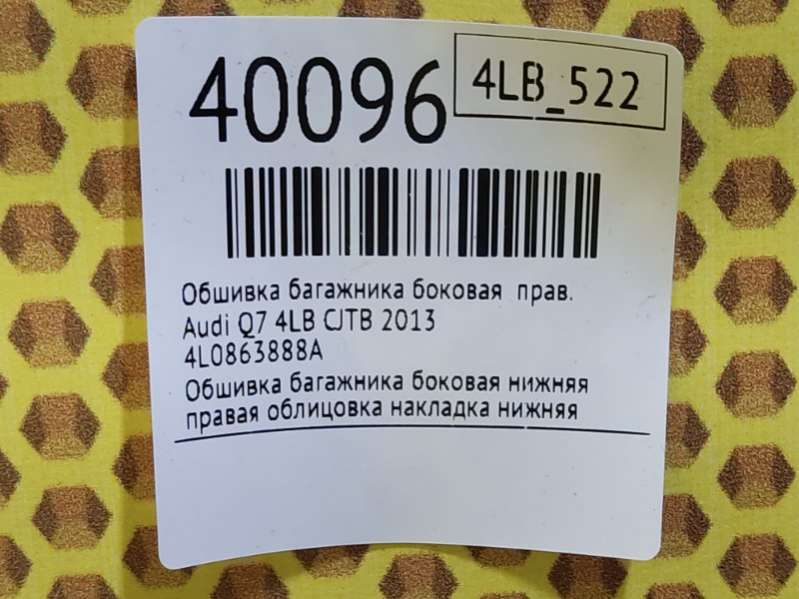 40096
4LB_522
Обшивка багажника боковая прав.
Audi Q7 4LB CJTB 2013
4L0863888A
Обшивка багажника боковая нижняя
правая облицовка накладка нижняя